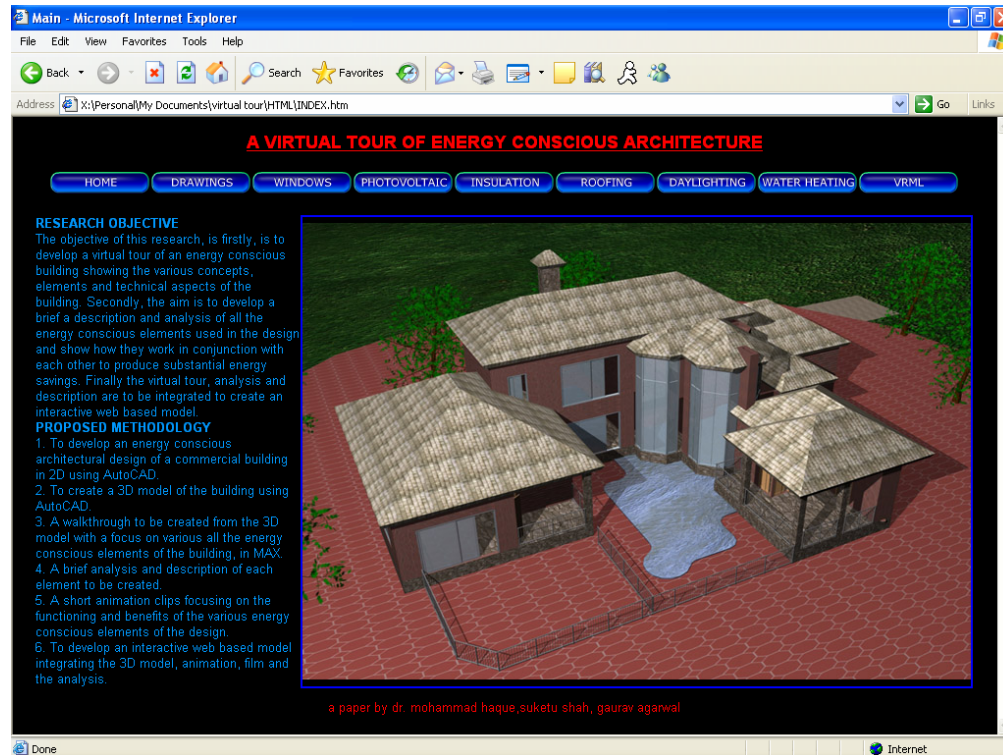 Main - Microsoft Internet Explorer
File Edit View Favorites Tools Help
Back Search Favorites
Address X:\Personal\My Documents\virtual tour\HTML\INDEX.htm Go Links
A VIRTUAL TOUR OF ENERGY CONSCIOUS ARCHITECTURE
HOME DRAWINGS WINDOWS PHOTOVOLTAIC INSULATION ROOFING DAYLIGHTING WATER HEATING VRML
RESEARCH OBJECTIVE
The objective of this research, is firstly, is to
develop a virtual tour of an energy conscious
building showing the various concepts,
elements and technical aspects of the
building. Secondly, the aim is to develop a
brief a description and analysis of all the
energy conscious elements used in the design
and show how they work in conjunction with
each other to produce substantial energy
savings. Finally the virtual tour, analysis and
description are to be integrated to create an
interactive web based model.
PROPOSED METHODOLOGY
1. To develop an energy conscious
architectural design of a commercial building
in 2D using AutoCAD.
2. To create a 3D model of the building using
AutoCAD.
3. A walkthrough to be created from the 3D
model with a focus on various all the energy
conscious elements of the building, in MAX.
4. A brief analysis and description of each
element to be created.
5. A short animation clips focusing on the
functioning and benefits of the various energy
conscious elements of the design.
6. To develop an interactive web based model
integrating the 3D model, animation, film and
the analysis.
a paper by dr. mohammad haque,suketu shah, gaurav agarwal
Done Internet